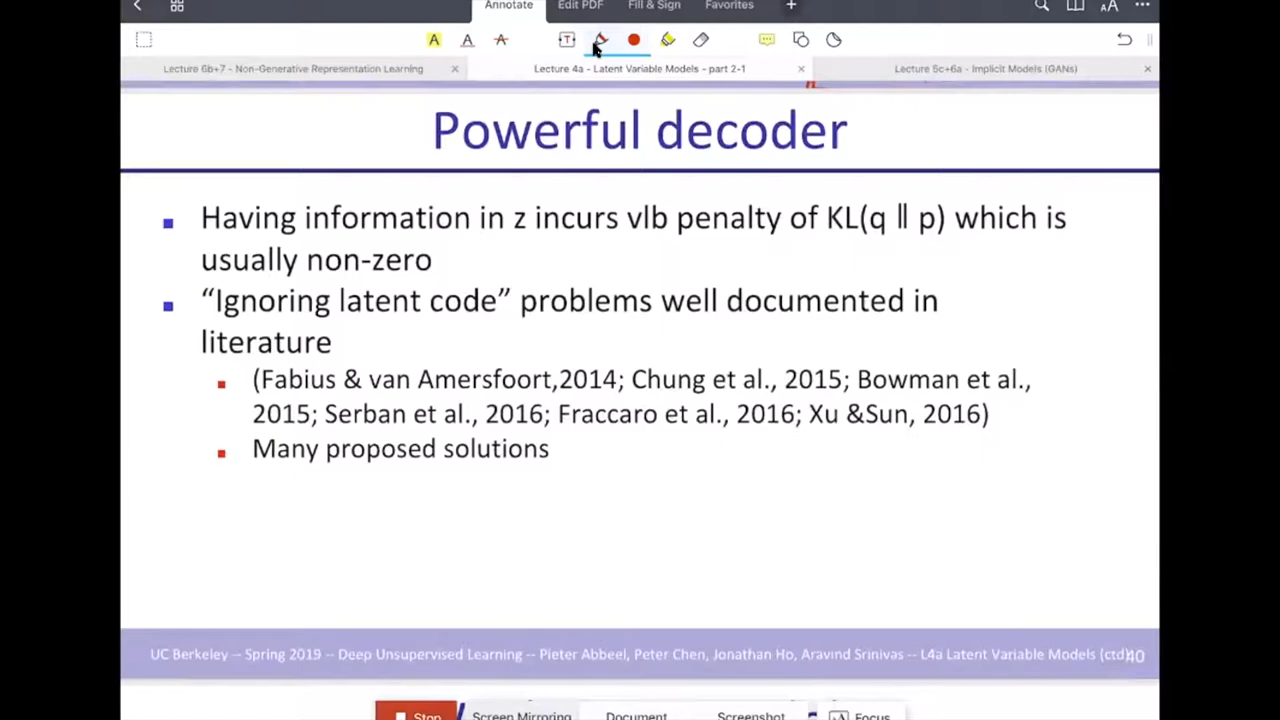 Annotate Edit PDF Fill & Sign Favorites +
A A A T
Lecture 6b+7 - Non-Generative Representation Learning × Lecture 4a - Latent Variable Models - part 2-1 × Lecture 5c+6a - Implicit Models (GANs) ×
Powerful decoder
Having information in z incurs vlb penalty of KL(q ‖ p) which is
usually non-zero
“Ignoring latent code” problems well documented in
literature
(Fabius & van Amersfoort,2014; Chung et al., 2015; Bowman et al.,
2015; Serban et al., 2016; Fraccaro et al., 2016; Xu &Sun, 2016)
Many proposed solutions
UC Berkeley -- Spring 2019 -- Deep Unsupervised Learning -- Pieter Abbeel, Peter Chen, Jonathan Ho, Aravind Srinivas -- L4a Latent Variable Models (ctd) 40
Stop Screen Mirroring Document Screenshot Focus